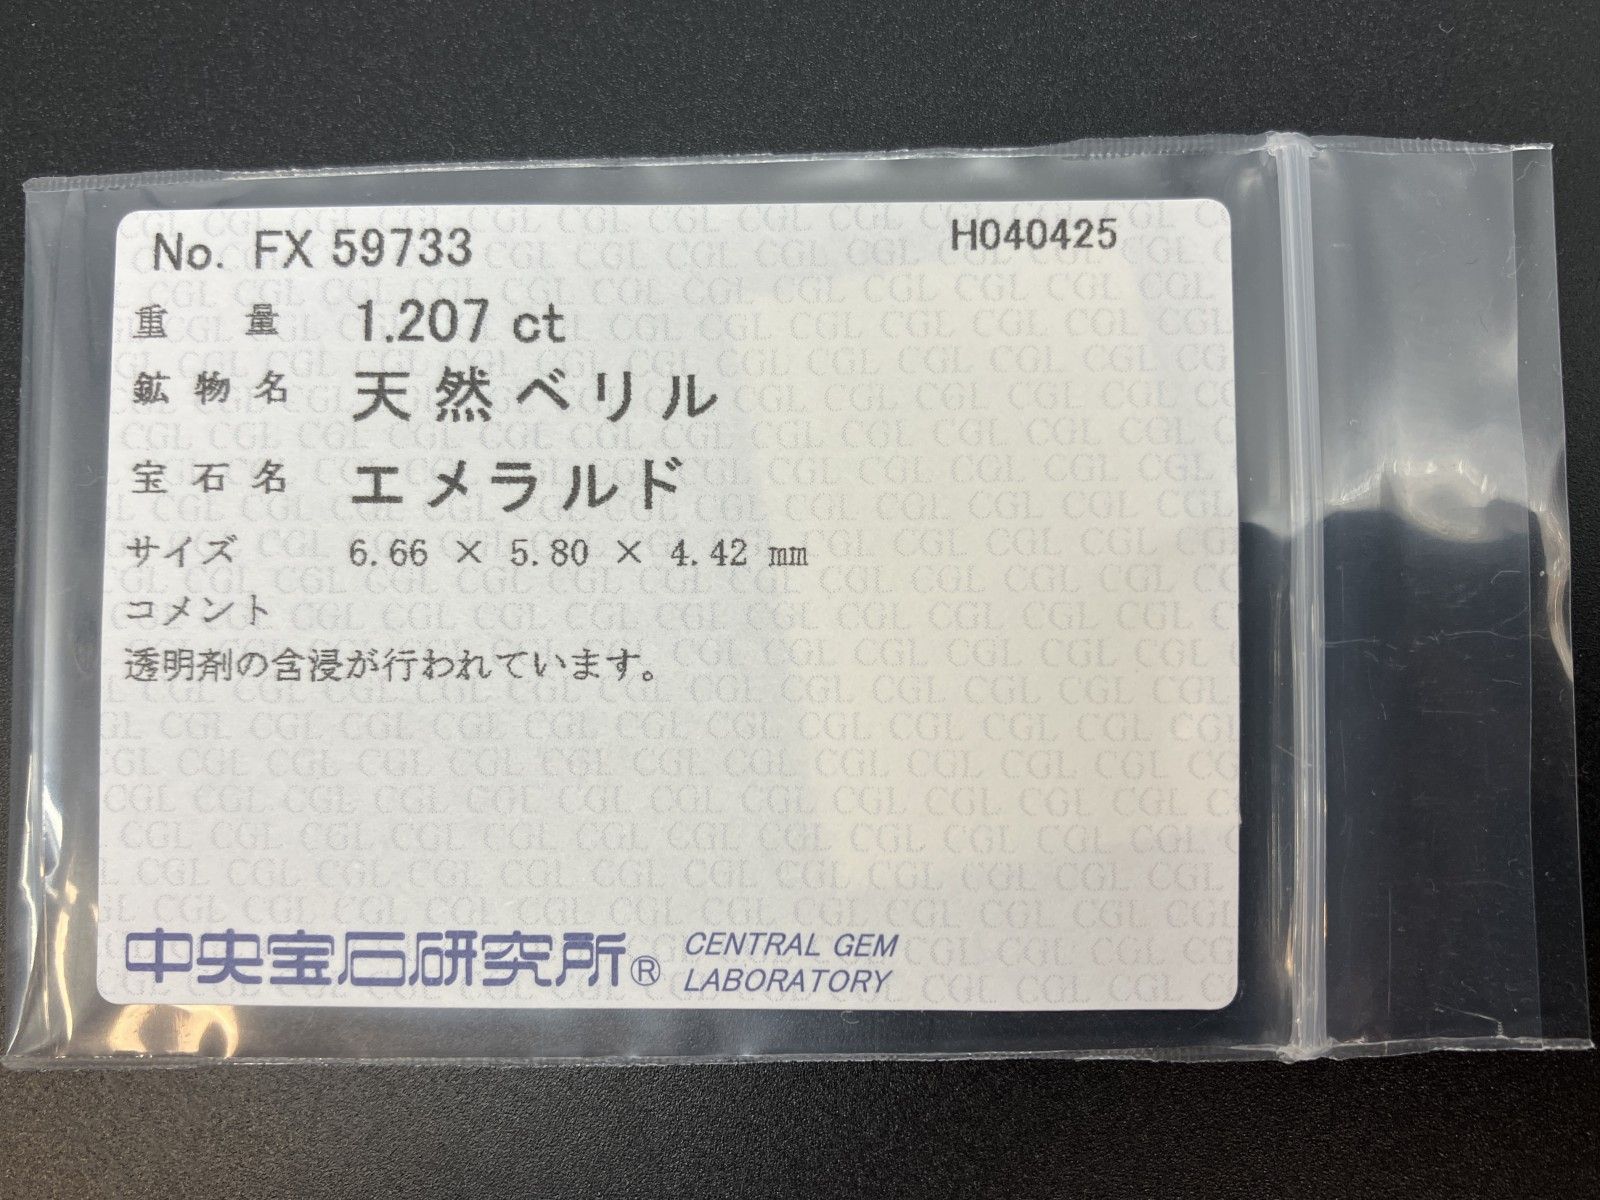 No. FX 59733 H040425
重量 1.207 ct
鉱物名 天然ベリル
宝石名 エメラルド
サイズ 6.66 × 5.80 × 4.42 mm
コメント
透明剤の含浸が行われています。
中央宝石研究所® CENTRAL GEM
LABORATORY